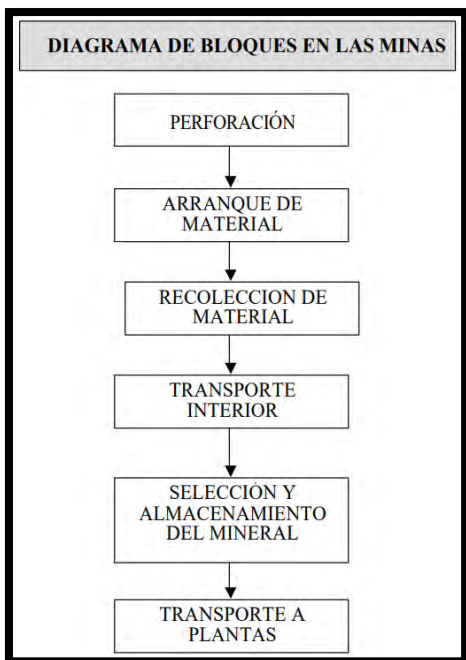 DIAGRAMA DE BLOQUES EN LAS MINAS
PERFORACIÓN
ARRANQUE DE
MATERIAL
RECOLECCION DE
MATERIAL
TRANSPORTE
INTERIOR
SELECCIÓN Y
ALMACENAMIENTO
DEL MINERAL
TRANSPORTE A
PLANTAS